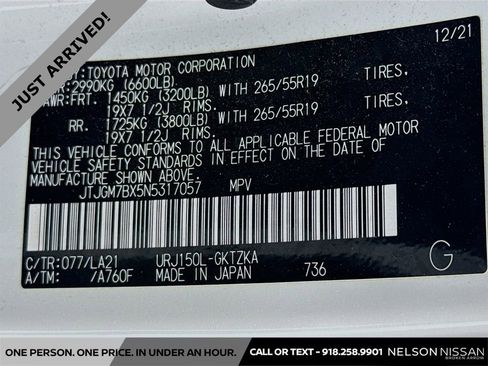 JUST ARRIVED!
BY: TOYOTA MOTOR CORPORATION 12/21
2990KG (6600LB)
GAWR: FRT. 1450KG (3200LB) WITH 265/55R19 TIRES,
19X7 1/2J RIMS,
RR. 1725KG (3800LB) WITH 265/55R19 TIRES,
19X7 1/2J RIMS,
THIS VEHICLE CONFORMS TO ALL APPLICABLE FEDERAL MOTOR
VEHICLE SAFETY STANDARDS IN EFFECT ON THE DATE OF
MANUFACTURE SHOWN ABOVE.
JTJGM7BX5N5317057 MPV
C/TR:077/LA21 URJ150L-GKTZKA G
A/TM: /A760F MADE IN JAPAN 736
ONE PERSON. ONE PRICE. IN UNDER AN HOUR. CALL OR TEXT - 918.258.9901 NELSON NISSAN
BROKEN ARROW